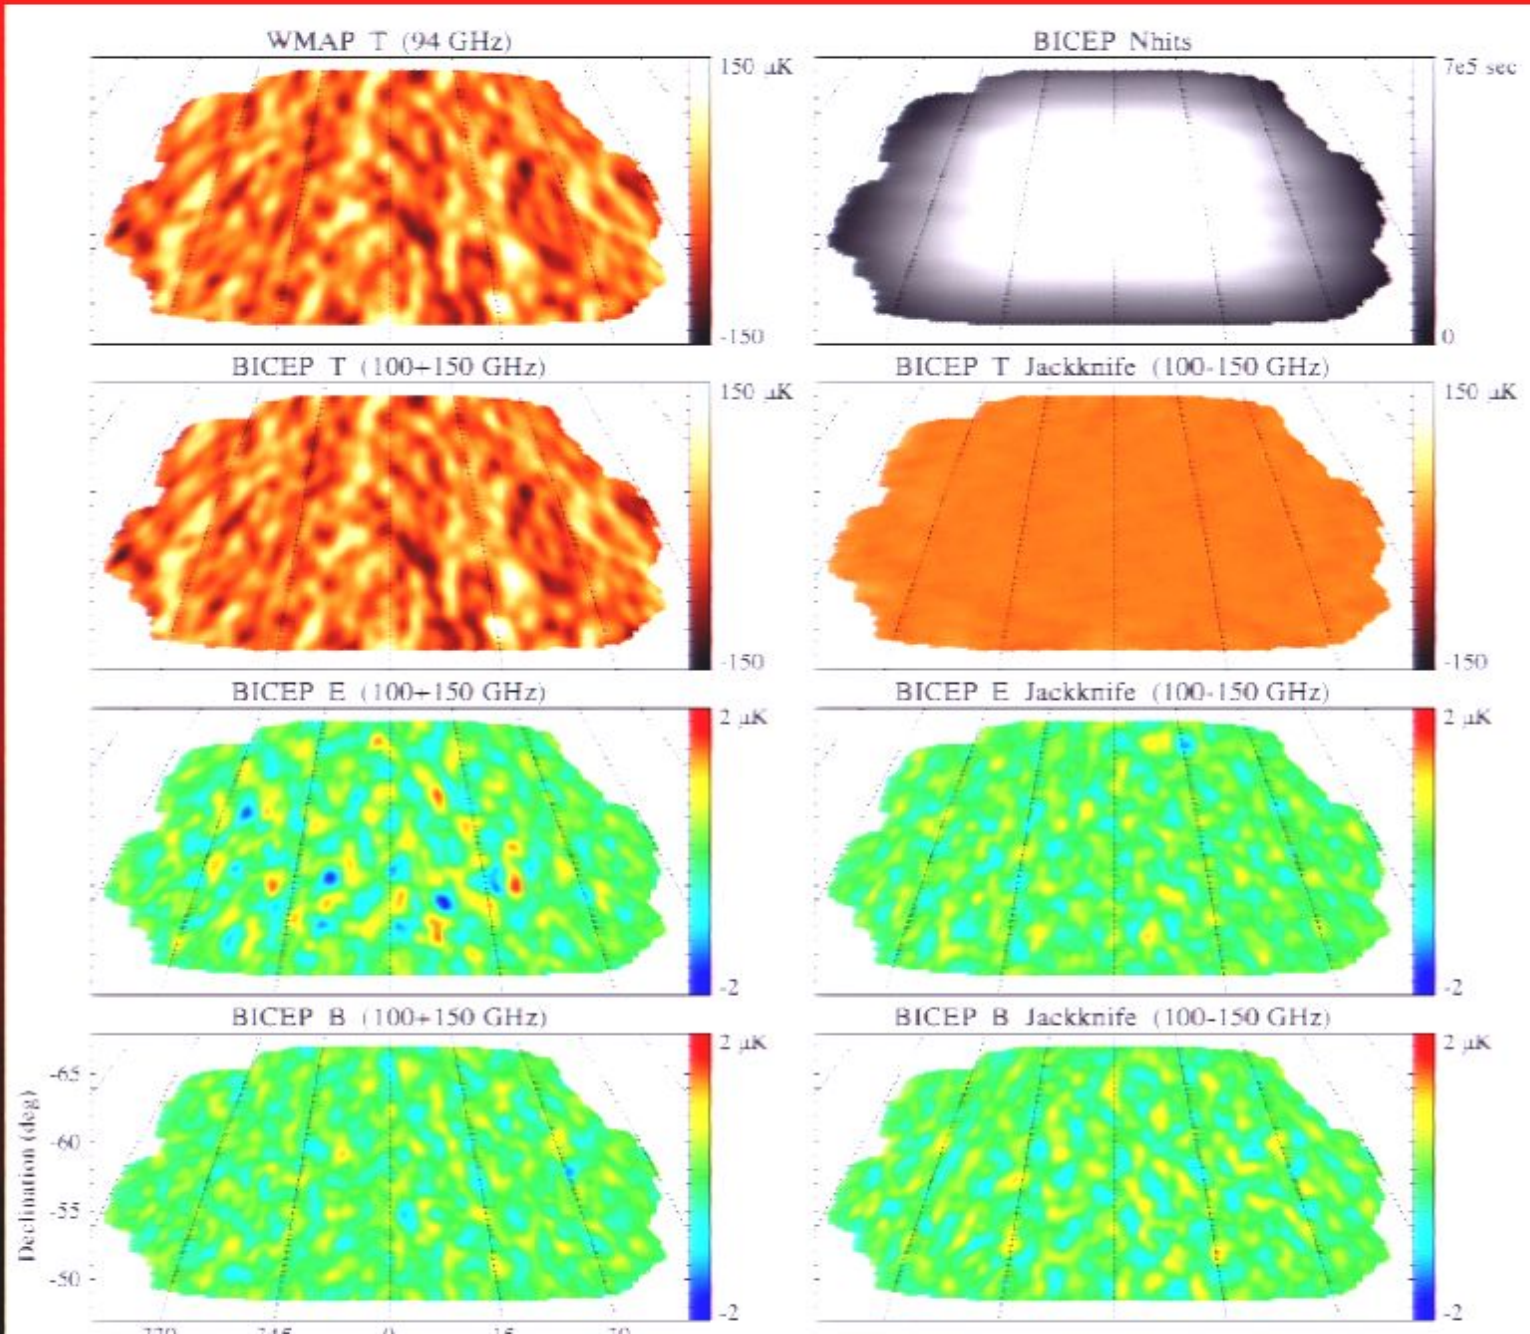 WMAP T (94 GHz)
150 µK
-150
BICEP Nhits
7e5 sec
0
BICEP T (100+150 GHz)
150 µK
-150
BICEP T Jackknife (100-150 GHz)
150 µK
-150
BICEP E (100+150 GHz)
2 µK
-2
BICEP E Jackknife (100-150 GHz)
2 µK
-2
BICEP B (100+150 GHz)
2 µK
-2
BICEP B Jackknife (100-150 GHz)
2 µK
-2
Declination (deg)
-65
-60
-55
-50